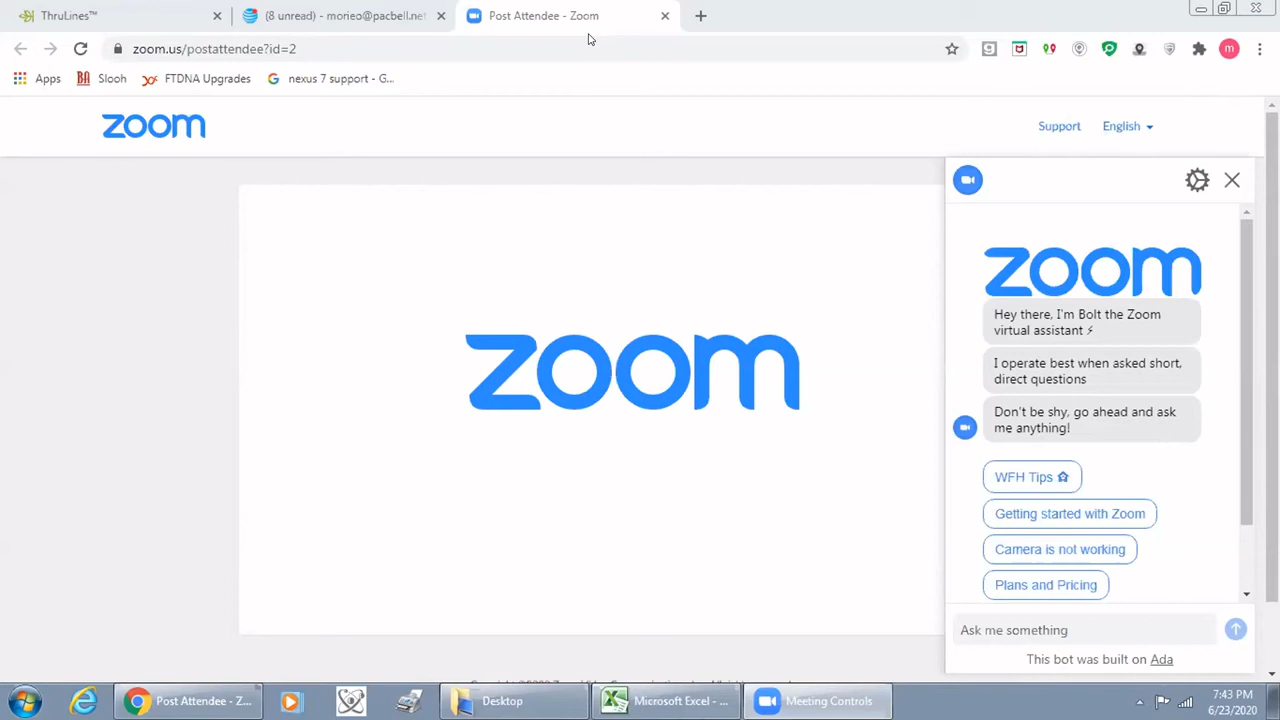 ThruLines™
(8 unread) - morieo@pacbell.net
Post Attendee - Zoom
zoom.us/postattendee?id=2
m
Apps
BA Slooh
FTDNA Upgrades
nexus 7 support - G...
zoom
Support
English
zoom
zoom
Hey there, I'm Bolt the Zoom
virtual assistant
I operate best when asked short,
direct questions
Don't be shy, go ahead and ask
me anything!
WFH Tips
Getting started with Zoom
Camera is not working
Plans and Pricing
Ask me something
This bot was built on Ada
Post Attendee - Z...
Desktop
Microsoft Excel - ...
Meeting Controls
7:43 PM
6/23/2020